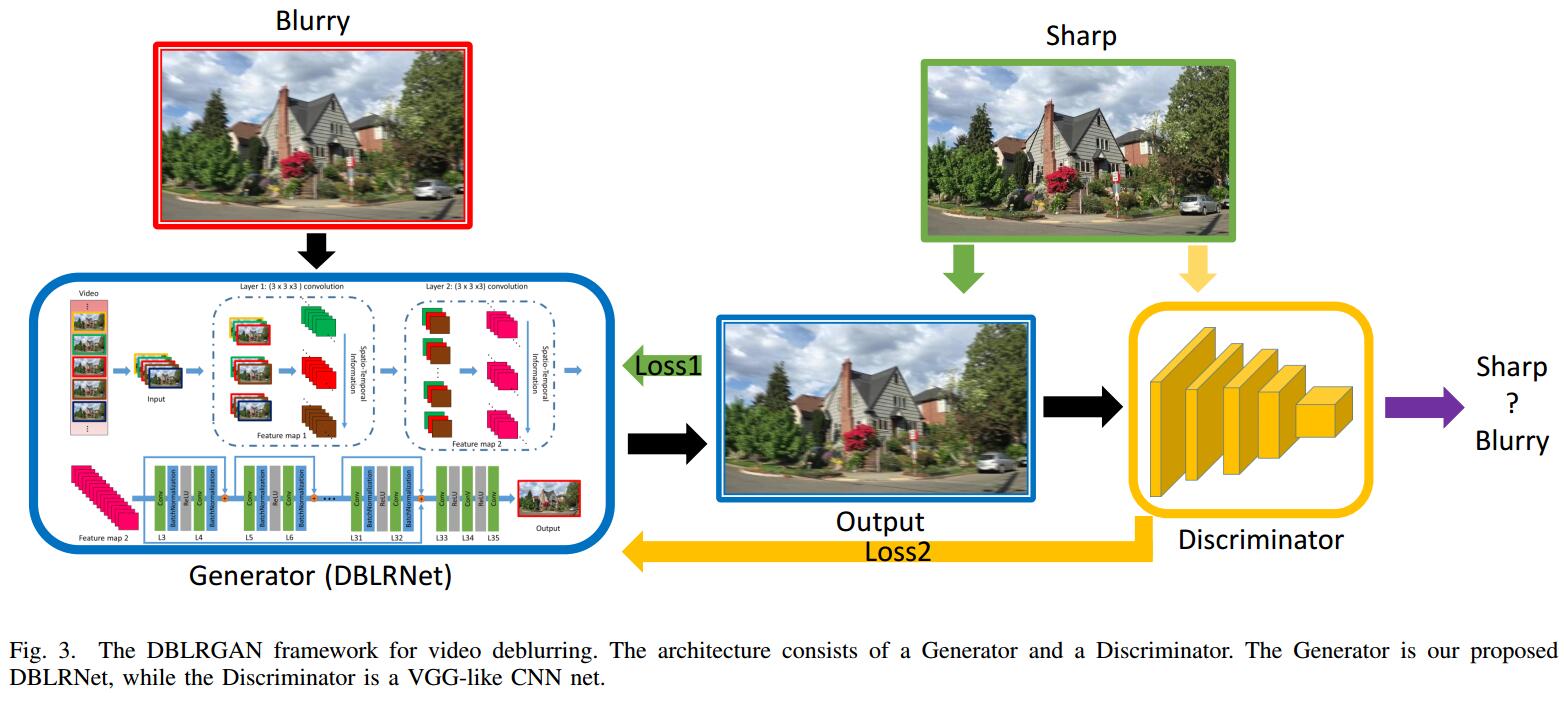 Blurry
Sharp
Video
⋮
⋮
Input
Layer 1: (3 x 3 x3 ) convolution
Spatio-Temporal
Information
Feature map 1
Layer 2: (3 x 3 x3) convolution
Spatio-Temporal
Information
Feature map 2
Feature map 2
Conv
BatchNormalization
ReLU
Conv
BatchNormalization
+
Conv
BatchNormalization
ReLU
Conv
BatchNormalization
+
...
Conv
BatchNormalization
ReLU
Conv
BatchNormalization
+
Conv
ReLU
ConV
ReLU
Conv
L3
L4
L5
L6
L31
L32
L33
L34
L35
Output
Generator (DBLRNet)
Loss1
Output
Loss2
Discriminator
Sharp
?
Blurry
Fig. 3. The DBLRGAN framework for video deblurring. The architecture consists of a Generator and a Discriminator. The Generator is our proposed
DBLRNet, while the Discriminator is a VGG-like CNN net.